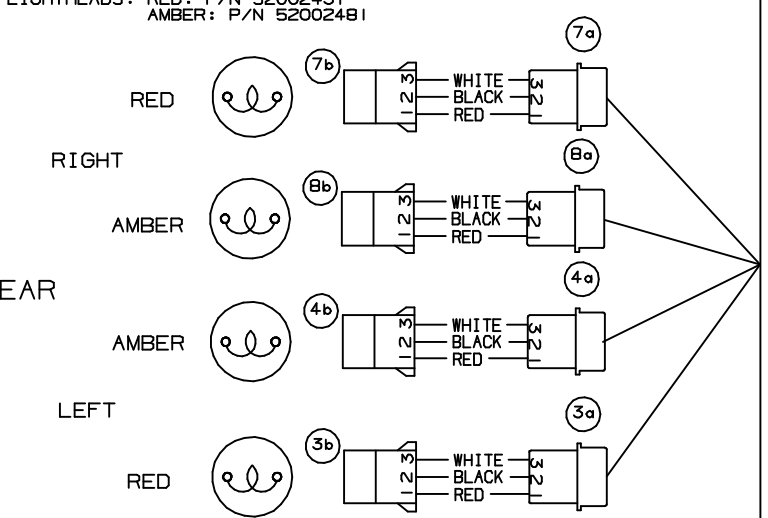 AMBER: P/N 52002481
7a
7b
RED
3 WHITE 3
2 BLACK 2
1 RED 1
RIGHT
8a
8b
AMBER
3 WHITE 3
2 BLACK 2
1 RED 1
EAR
4a
4b
AMBER
3 WHITE 3
2 BLACK 2
1 RED 1
LEFT
3a
3b
RED
3 WHITE 3
2 BLACK 2
1 RED 1